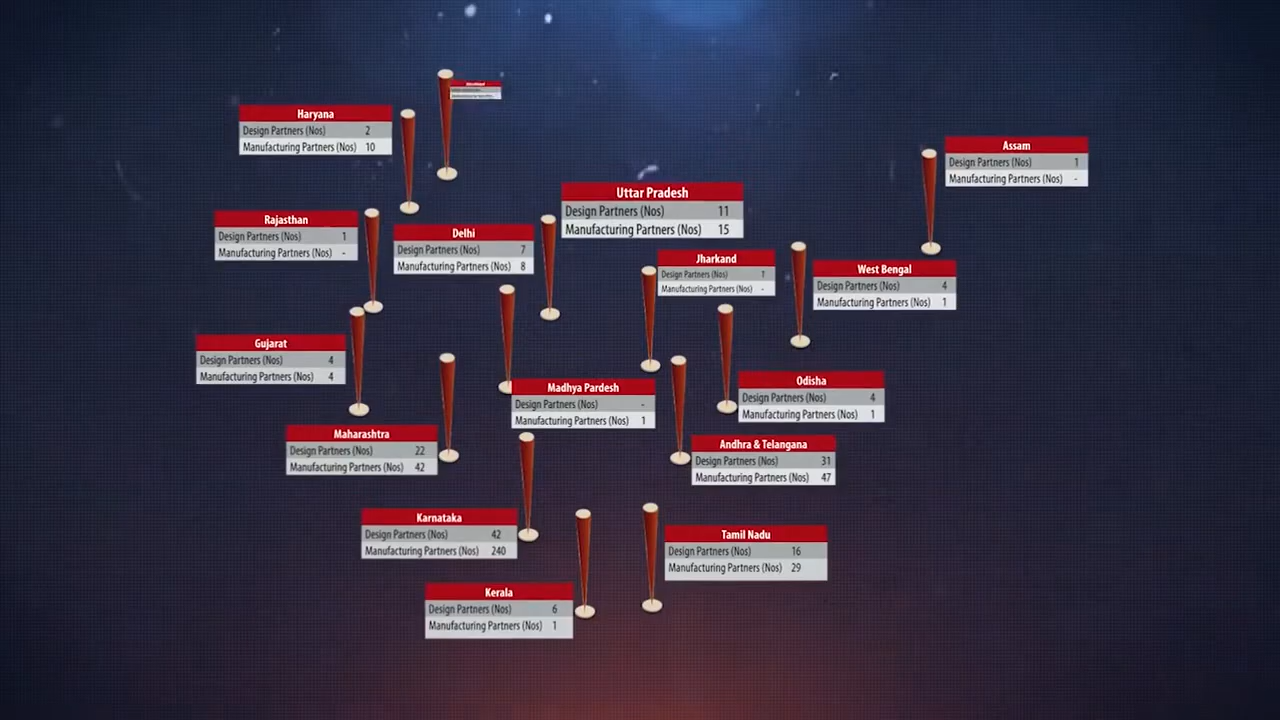 Haryana
Design Partners (Nos) 2
Manufacturing Partners (Nos) 10
Assam
Design Partners (Nos) 1
Manufacturing Partners (Nos) -
Uttar Pradesh
Design Partners (Nos) 11
Manufacturing Partners (Nos) 15
Rajasthan
Design Partners (Nos) 1
Manufacturing Partners (Nos) -
Delhi
Design Partners (Nos) 7
Manufacturing Partners (Nos) 8
Jharkand
Design Partners (Nos) 1
Manufacturing Partners (Nos) -
West Bengal
Design Partners (Nos) 4
Manufacturing Partners (Nos) 1
Gujarat
Design Partners (Nos) 4
Manufacturing Partners (Nos) 4
Madhya Pardesh
Design Partners (Nos) -
Manufacturing Partners (Nos) 1
Odisha
Design Partners (Nos) 4
Manufacturing Partners (Nos) 1
Maharashtra
Design Partners (Nos) 22
Manufacturing Partners (Nos) 42
Andhra & Telangana
Design Partners (Nos) 31
Manufacturing Partners (Nos) 47
Karnataka
Design Partners (Nos) 42
Manufacturing Partners (Nos) 240
Tamil Nadu
Design Partners (Nos) 16
Manufacturing Partners (Nos) 29
Kerala
Design Partners (Nos) 6
Manufacturing Partners (Nos) 1